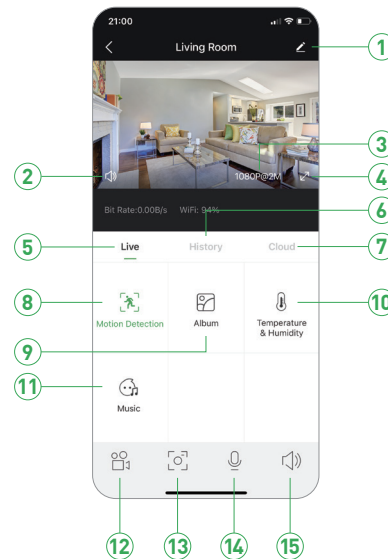 21:00
Living Room
1
3
2
1080P@2M
4
6
Bit Rate:0.00B/s WiFi: 94%
5
Live
History
Cloud
7
8
Motion Detection
Album
Temperature
& Humidity
10
9
11
Music
12
13
14
15